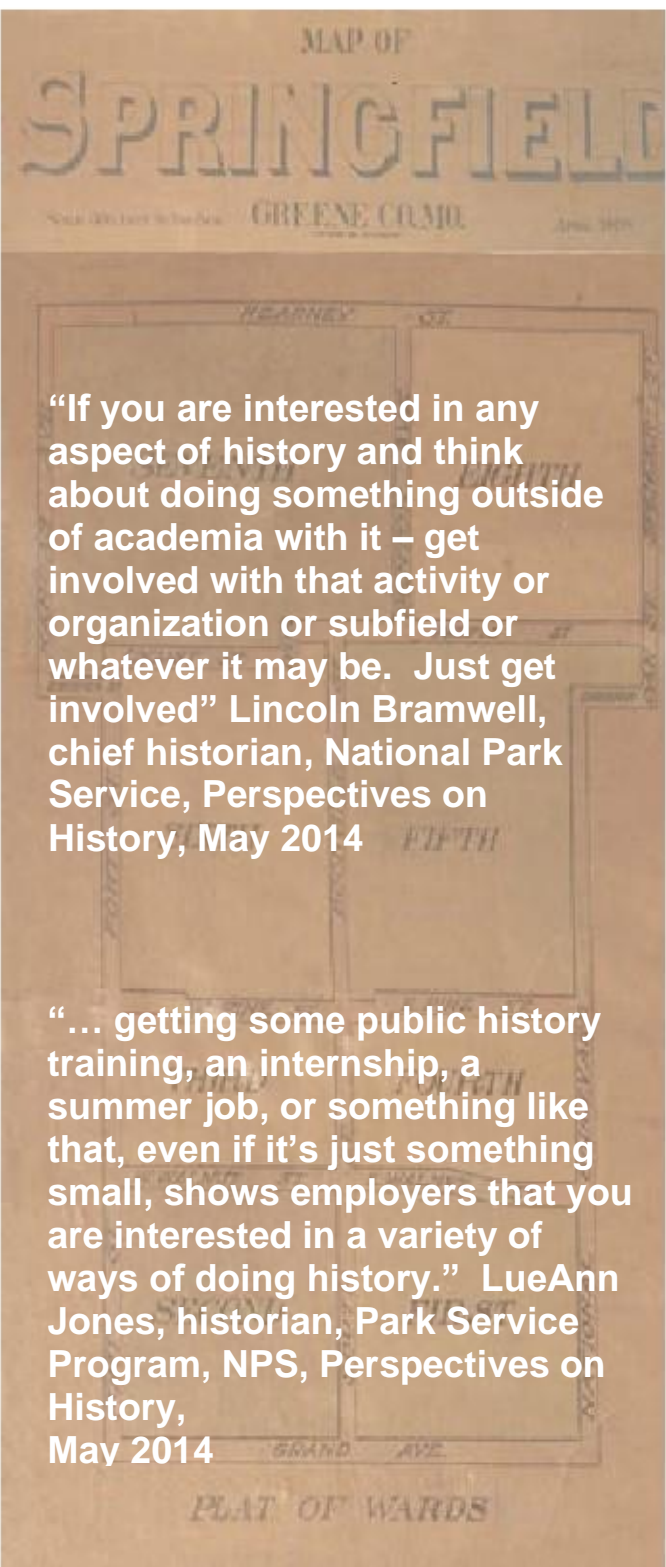 MAP OF
SPRINGFIELD
GREENE CO. MO.
KEARNEY ST.
“If you are interested in any
aspect of history and think
about doing something outside
of academia with it – get
involved with that activity or
organization or subfield or
whatever it may be.  Just get
involved” Lincoln Bramwell,
chief historian, National Park
Service, Perspectives on
History, May 2014
EIGHTH
FIFTH
“… getting some public history
training, an internship, a
summer job, or something like
that, even if it’s just something
small, shows employers that you
are interested in a variety of
ways of doing history.”  LueAnn
Jones, historian, Park Service
Program, NPS, Perspectives on
History,
May 2014
THIRD FOURTH
SECOND FIRST
GRAND AVE.
PLAT OF WARDS